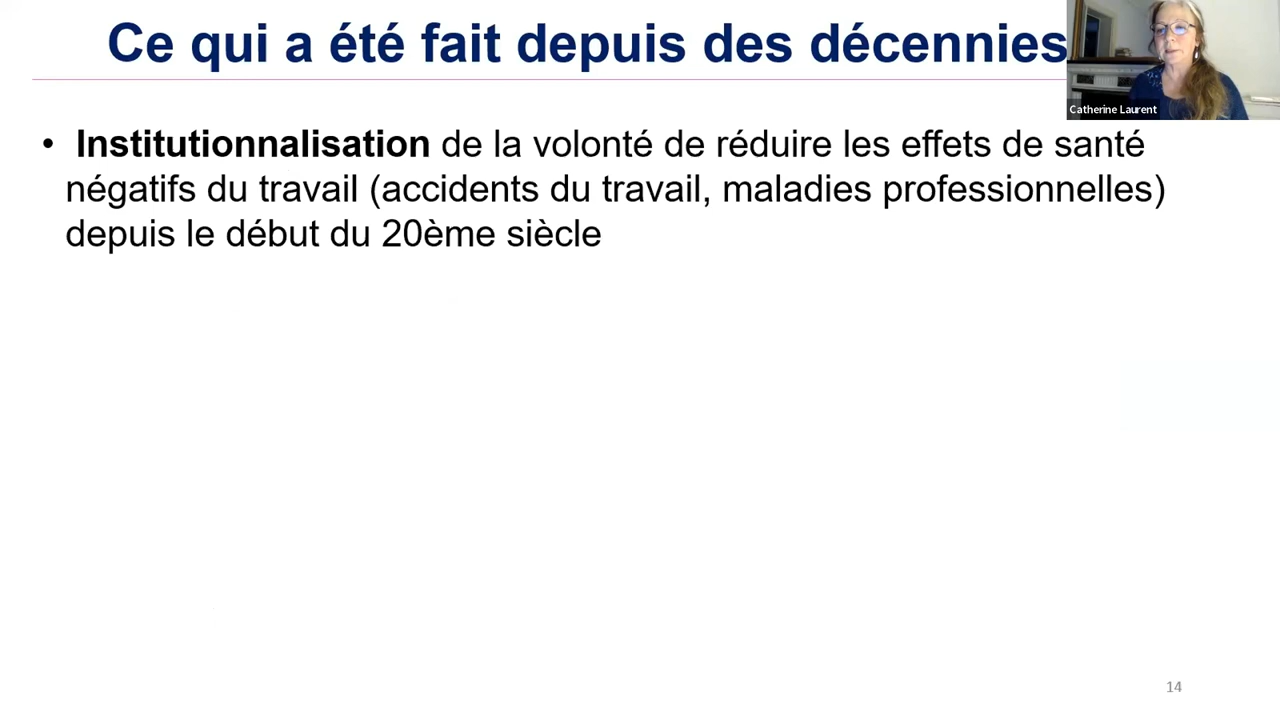 Ce qui a été fait depuis des décennies
Catherine Laurent
• Institutionnalisation de la volonté de réduire les effets de santé
négatifs du travail (accidents du travail, maladies professionnelles)
depuis le début du 20ème siècle
14